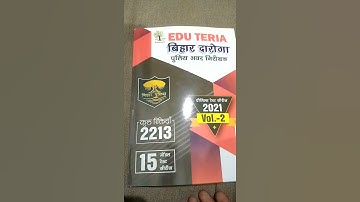 EDU TERIA
बिहार दारोगा
पुलिस अवर निरीक्षक
2021
Vol.-2
कुल रिक्तियां
2213
15